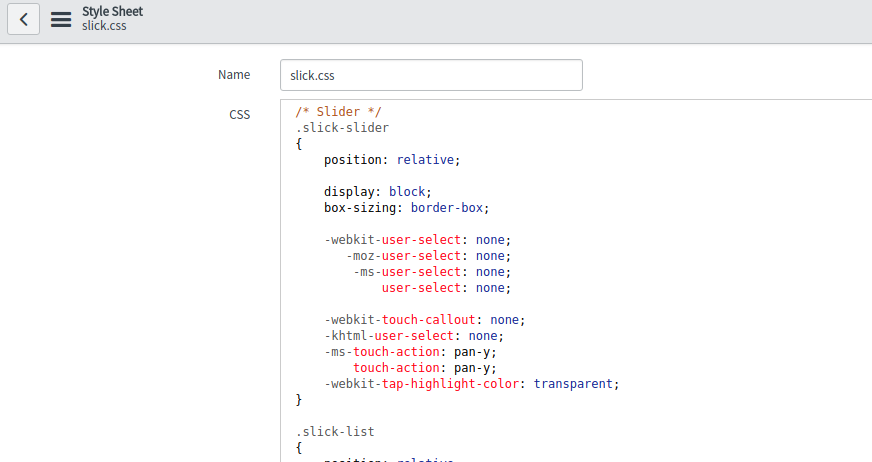 Style Sheet
slick.css
Name
slick.css
CSS
/* Slider */
.slick-slider
{
    position: relative;

    display: block;
    box-sizing: border-box;

    -webkit-user-select: none;
       -moz-user-select: none;
        -ms-user-select: none;
            user-select: none;

    -webkit-touch-callout: none;
    -khtml-user-select: none;
    -ms-touch-action: pan-y;
        touch-action: pan-y;
    -webkit-tap-highlight-color: transparent;
}

.slick-list
{
    position: relative